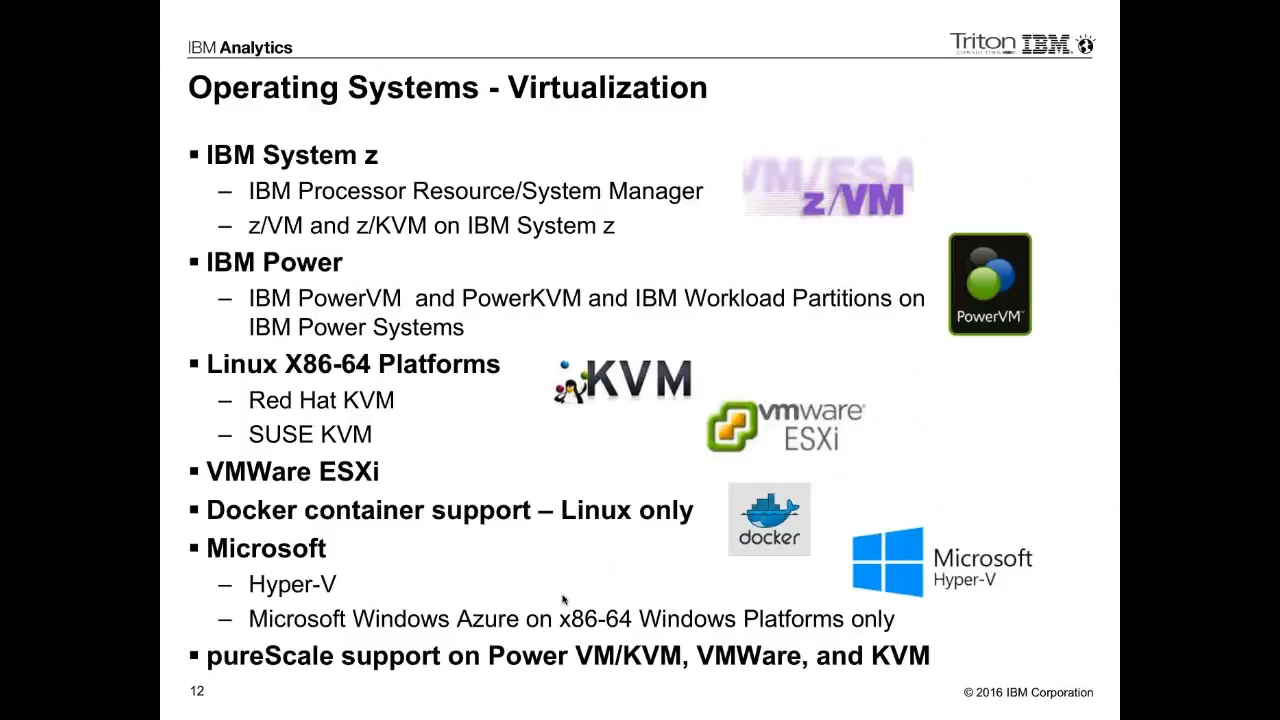 IBM Analytics
Triton IBM
CONSULTING
Operating Systems - Virtualization
▪ IBM System z
– IBM Processor Resource/System Manager
– z/VM and z/KVM on IBM System z
VM/ESA
z/VM
▪ IBM Power
– IBM PowerVM and PowerKVM and IBM Workload Partitions on
IBM Power Systems
PowerVM™
▪ Linux X86-64 Platforms
– Red Hat KVM
– SUSE KVM
KVM
vmware®
ESXi
▪ VMWare ESXi
▪ Docker container support – Linux only
docker
▪ Microsoft
– Hyper-V
– Microsoft Windows Azure on x86-64 Windows Platforms only
Microsoft
Hyper-V
▪ pureScale support on Power VM/KVM, VMWare, and KVM
12
© 2016 IBM Corporation